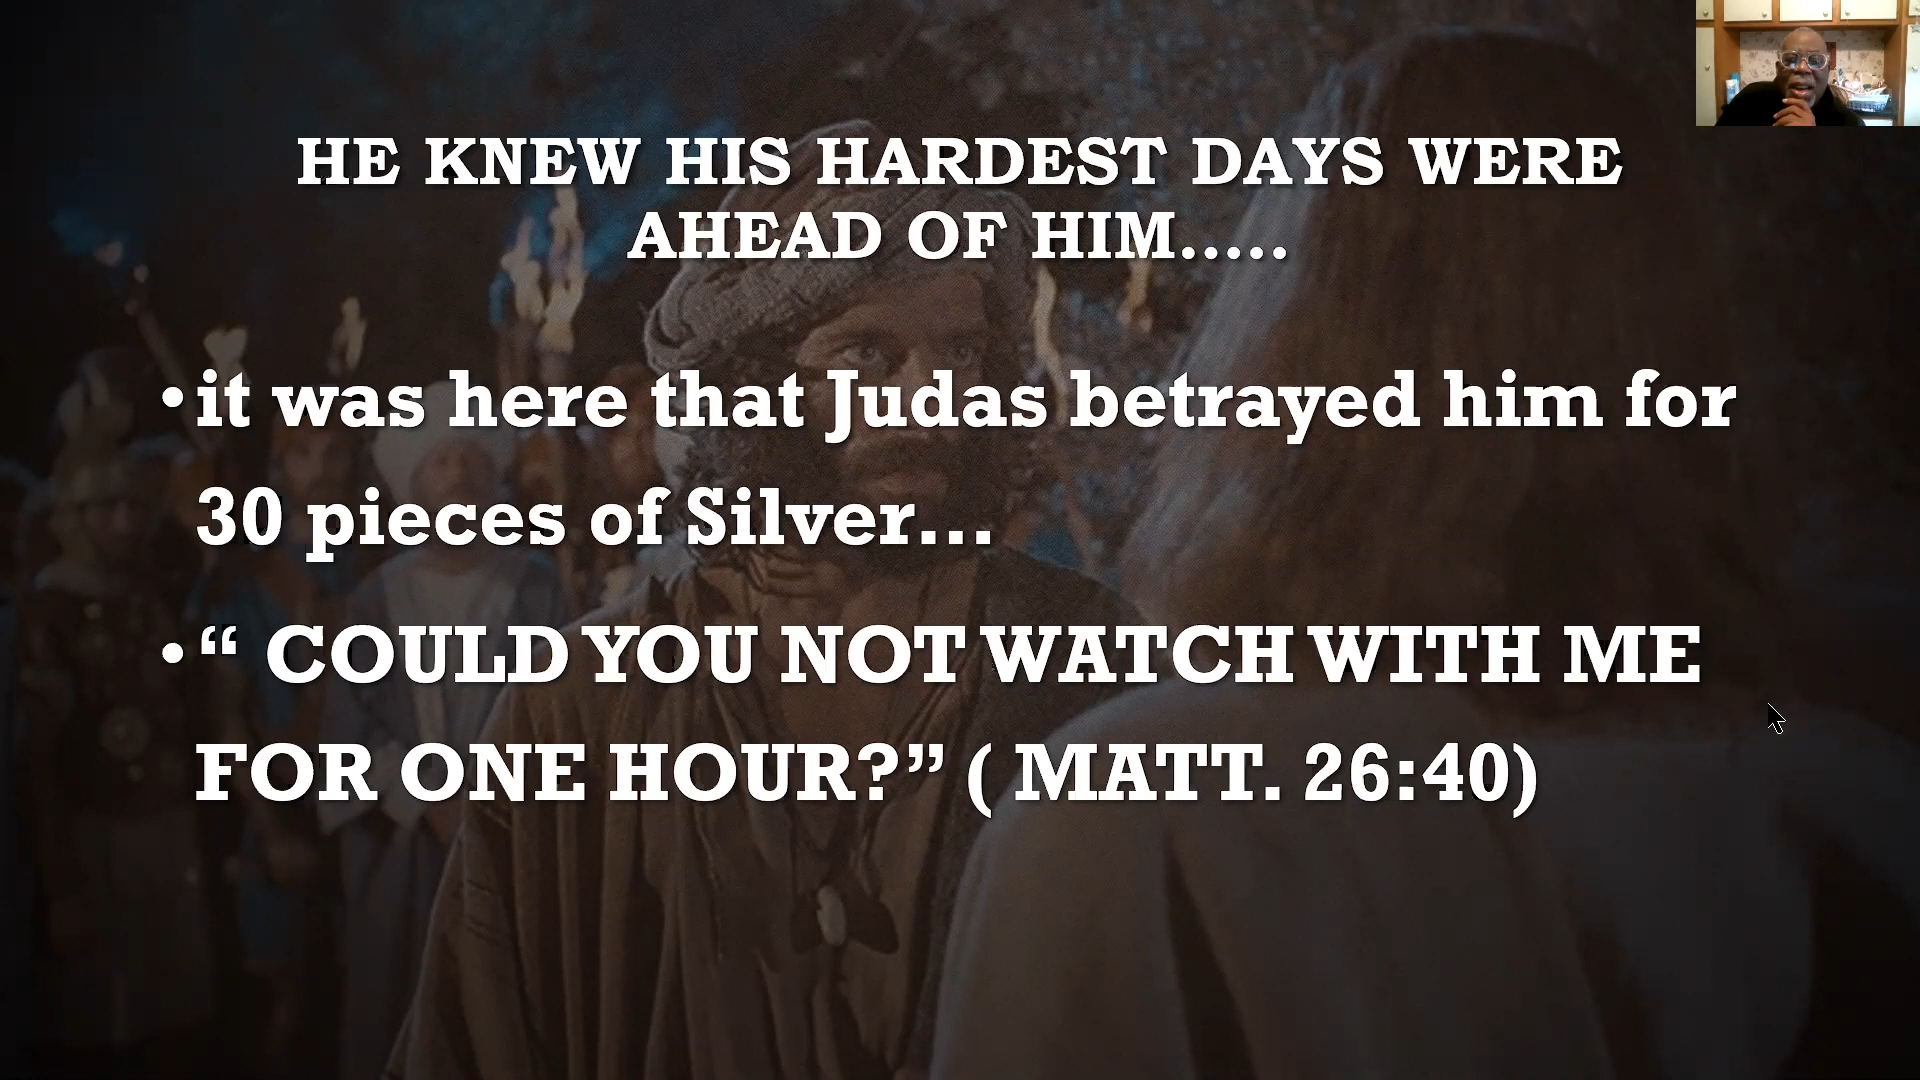 HE KNEW HIS HARDEST DAYS WERE
AHEAD OF HIM.....
•it was here that Judas betrayed him for
30 pieces of Silver...
•“ COULD YOU NOT WATCH WITH ME
FOR ONE HOUR?” ( MATT. 26:40)